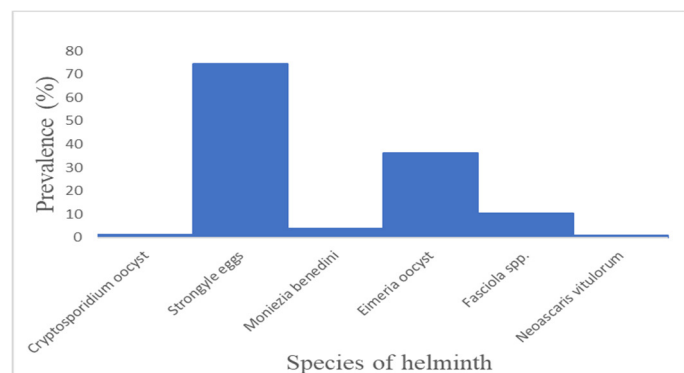 Prevalence (%)
80
70
60
50
40
30
20
10
0
Cryptosporidium oocyst
Strongyle eggs
Moniezia benedini
Eimeria oocyst
Fasciola spp.
Neoascaris vitulorum
Species of helminth